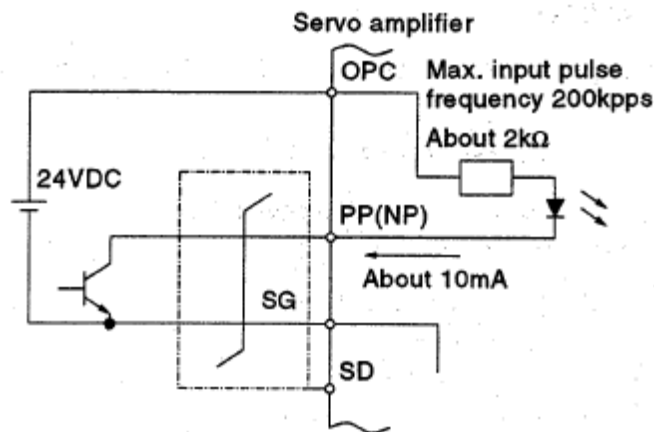 Servo amplifier
OPC
Max. input pulse
frequency 200kpps
About 2kΩ
24VDC
PP(NP)
About 10mA
SG
SD